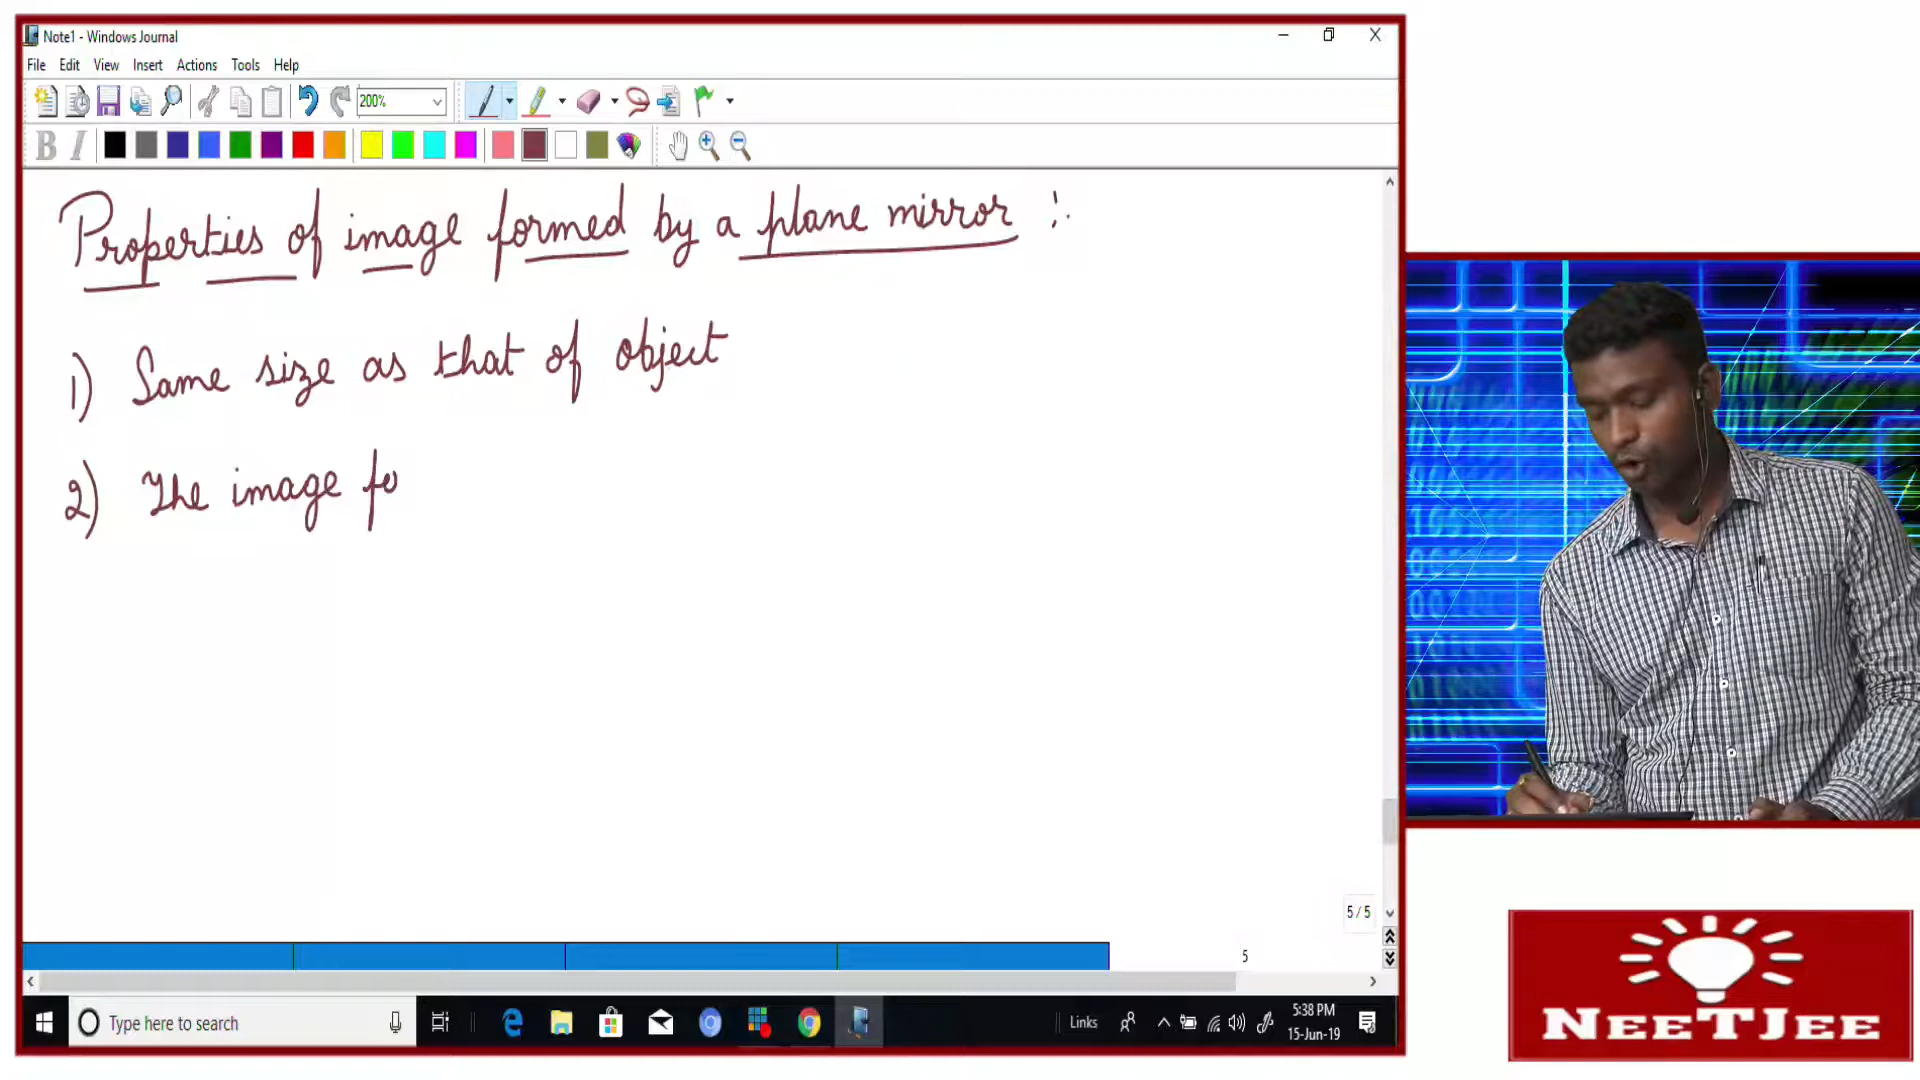 Note1 - Windows Journal
File Edit View Insert Actions Tools Help
200%
B I
Properties of image formed by a plane mirror :-
1) Same size as that of object
2) The image fo
5 / 5
5
Type here to search
Links
5:38 PM
15-Jun-19
NEETJEE